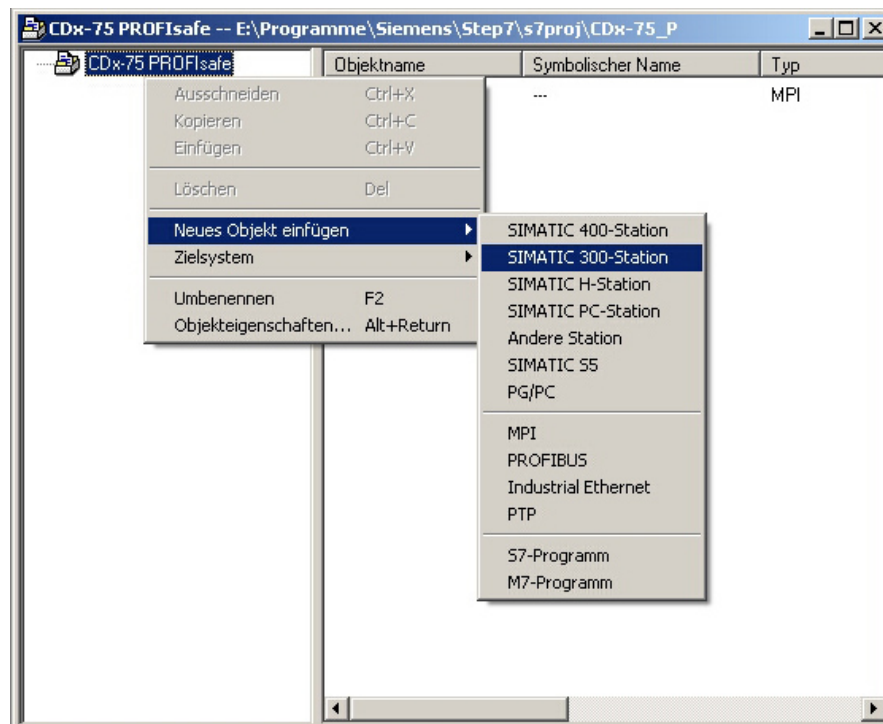 CDx-75 PROFIsafe -- E:\Programme\Siemens\Step7\s7proj\CDx-75_P
CDx-75 PROFIsafe
Objektname Symbolischer Name Typ
--- MPI
Ausschneiden Ctrl+X
Kopieren Ctrl+C
Einfügen Ctrl+V
Löschen Del
Neues Objekt einfügen
Zielsystem
Umbenennen F2
Objekteigenschaften... Alt+Return
SIMATIC 400-Station
SIMATIC 300-Station
SIMATIC H-Station
SIMATIC PC-Station
Andere Station
SIMATIC S5
PG/PC
MPI
PROFIBUS
Industrial Ethernet
PTP
S7-Programm
M7-Programm